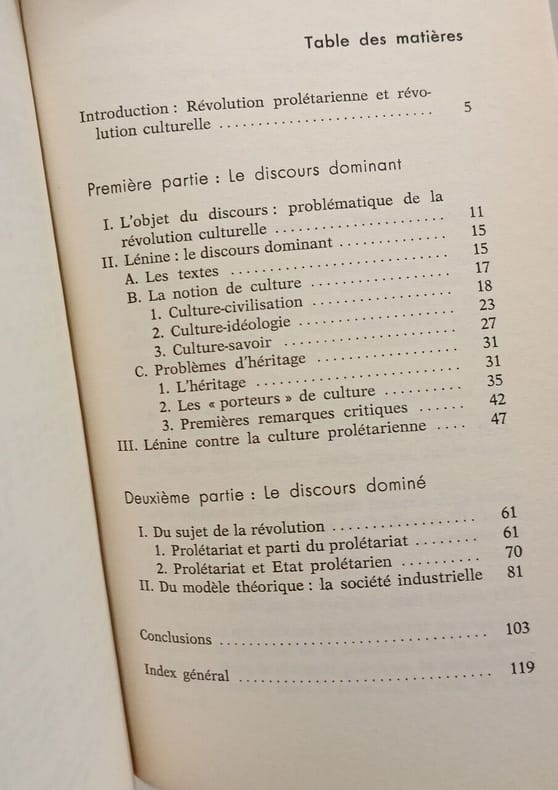 Table des matières
Introduction : Révolution prolétarienne et révo-
lution culturelle ............................ 5
Première partie : Le discours dominant
I. L'objet du discours : problématique de la
révolution culturelle ...................... 11
II. Lénine : le discours dominant .............. 15
A. Les textes ............................ 15
B. La notion de culture .................. 17
1. Culture-civilisation .................. 18
2. Culture-idéologie .................... 23
3. Culture-savoir ...................... 27
C. Problèmes d'héritage .................. 31
1. L'héritage .......................... 31
2. Les « porteurs » de culture .......... 35
3. Premières remarques critiques ...... 42
III. Lénine contre la culture prolétarienne .... 47
Deuxième partie : Le discours dominé
I. Du sujet de la révolution .................. 61
1. Prolétariat et parti du prolétariat ........ 61
2. Prolétariat et Etat prolétarien .......... 70
II. Du modèle théorique : la société industrielle 81
Conclusions .................................. 103
Index général ................................ 119